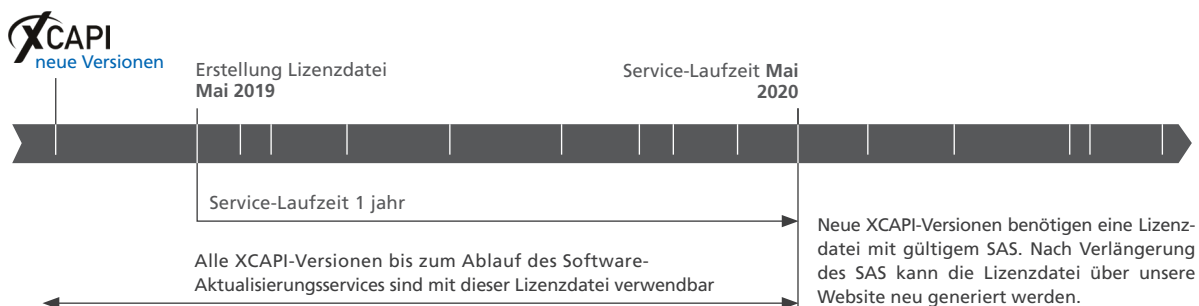 XCAPI
neue Versionen
Erstellung Lizenzdatei
Mai 2019
Service-Laufzeit Mai
2020
Service-Laufzeit 1 jahr
Alle XCAPI-Versionen bis zum Ablauf des Software-
Aktualisierungsservices sind mit dieser Lizenzdatei verwendbar
Neue XCAPI-Versionen benötigen eine Lizenz-
datei mit gültigem SAS. Nach Verlängerung
des SAS kann die Lizenzdatei über unsere
Website neu generiert werden.